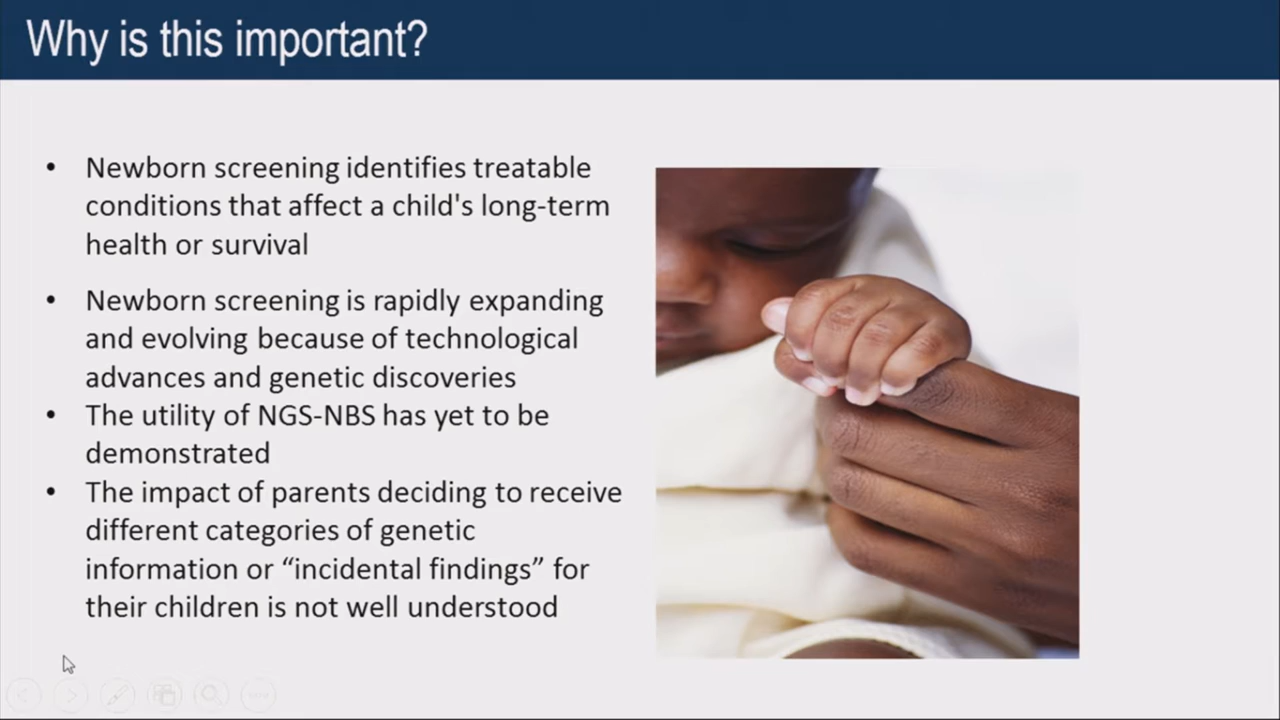 Why is this important?
• Newborn screening identifies treatable
conditions that affect a child's long-term
health or survival
• Newborn screening is rapidly expanding
and evolving because of technological
advances and genetic discoveries
• The utility of NGS-NBS has yet to be
demonstrated
• The impact of parents deciding to receive
different categories of genetic
information or “incidental findings” for
their children is not well understood